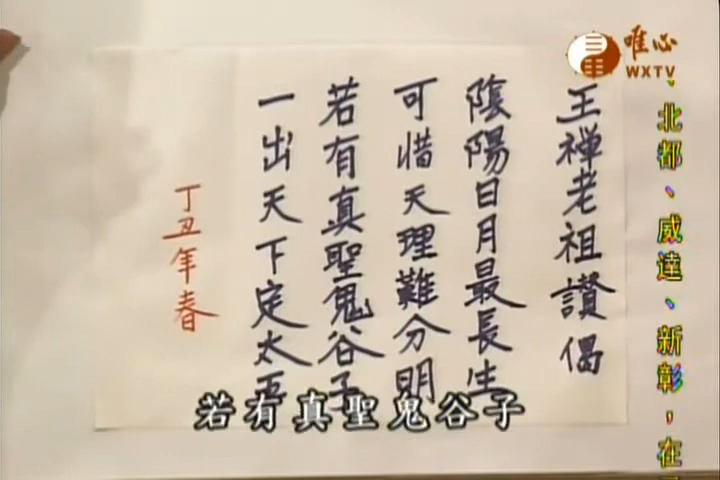 王禪老祖讚偈
陰陽日月最長生
可惜天理難分明
若有真聖鬼谷子
一出天下定太平
丁丑年春
若有真聖鬼谷子
唯心
WXTV
、北都、威達、新彰，在